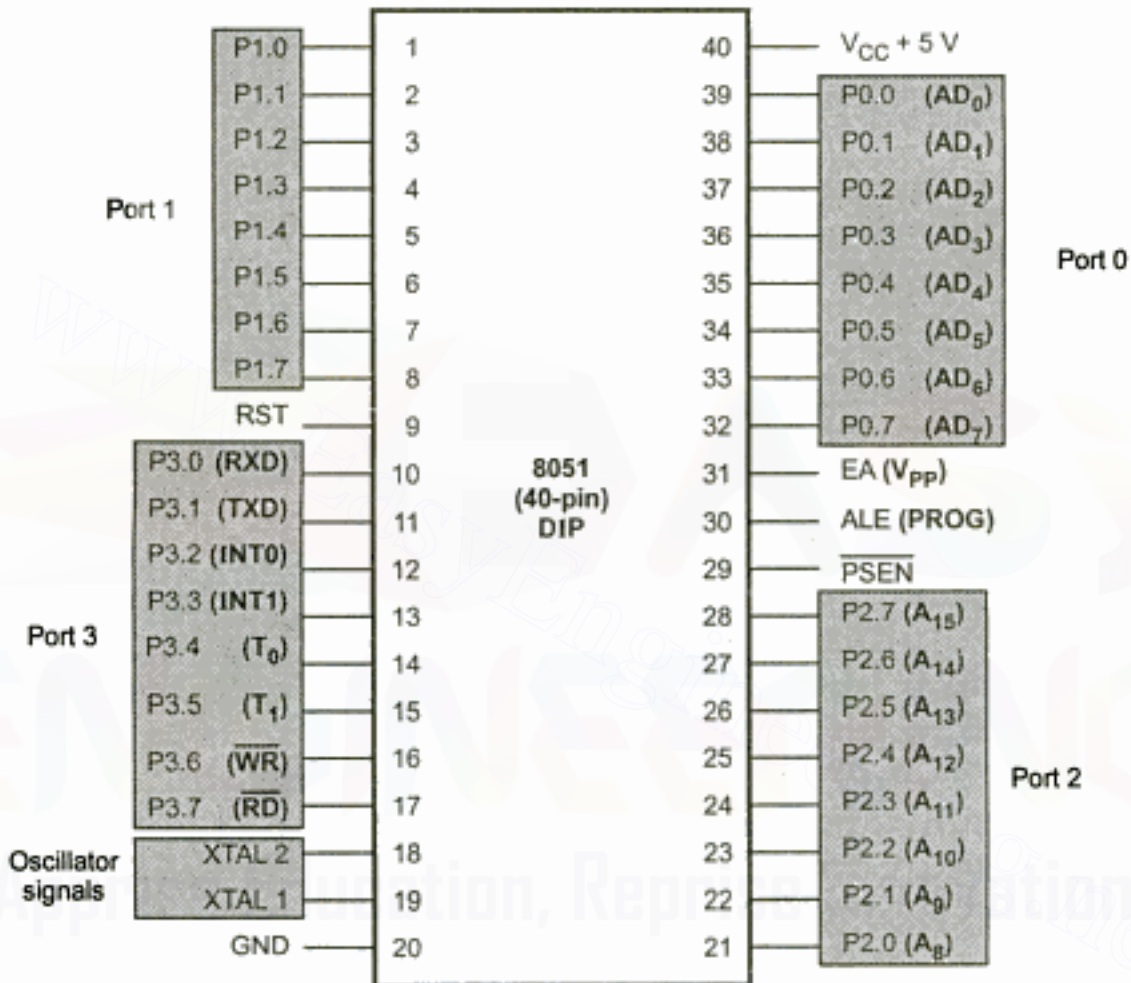 Port 1
P1.0 1
P1.1 2
P1.2 3
P1.3 4
P1.4 5
P1.5 6
P1.6 7
P1.7 8
RST 9
Port 3
P3.0 (RXD) 10
P3.1 (TXD) 11
P3.2 (INT0) 12
P3.3 (INT1) 13
P3.4 (T0) 14
P3.5 (T1) 15
P3.6 (W̅R̅) 16
P3.7 (R̅D̅) 17
Oscillator
signals
XTAL 2 18
XTAL 1 19
GND 20
8051
(40-pin)
DIP
40 VCC + 5 V
39 P0.0 (AD0)
38 P0.1 (AD1)
37 P0.2 (AD2)
36 P0.3 (AD3)
35 P0.4 (AD4)
34 P0.5 (AD5)
33 P0.6 (AD6)
32 P0.7 (AD7)
Port 0
31 EA (VPP)
30 ALE (PROG)
29 P̅S̅E̅N̅
28 P2.7 (A15)
27 P2.6 (A14)
26 P2.5 (A13)
25 P2.4 (A12)
24 P2.3 (A11)
23 P2.2 (A10)
22 P2.1 (A9)
21 P2.0 (A8)
Port 2